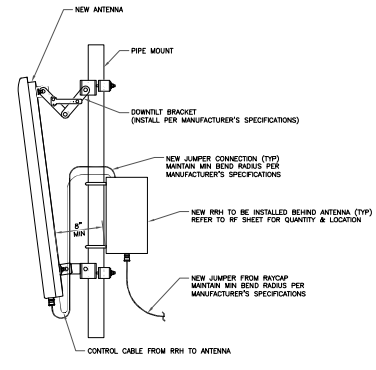 NEW ANTENNA
PIPE MOUNT
DOWNTILT BRACKET
(INSTALL PER MANUFACTURER'S SPECIFICATIONS)
NEW JUMPER CONNECTION (TYP)
MAINTAIN MIN BEND RADIUS PER
MANUFACTURER'S SPECIFICATIONS
NEW RRH TO BE INSTALLED BEHIND ANTENNA (TYP)
REFER TO RF SHEET FOR QUANTITY & LOCATION
8"
MIN
NEW JUMPER FROM RAYCAP
MAINTAIN MIN BEND RADIUS PER
MANUFACTURER'S SPECIFICATIONS
CONTROL CABLE FROM RRH TO ANTENNA